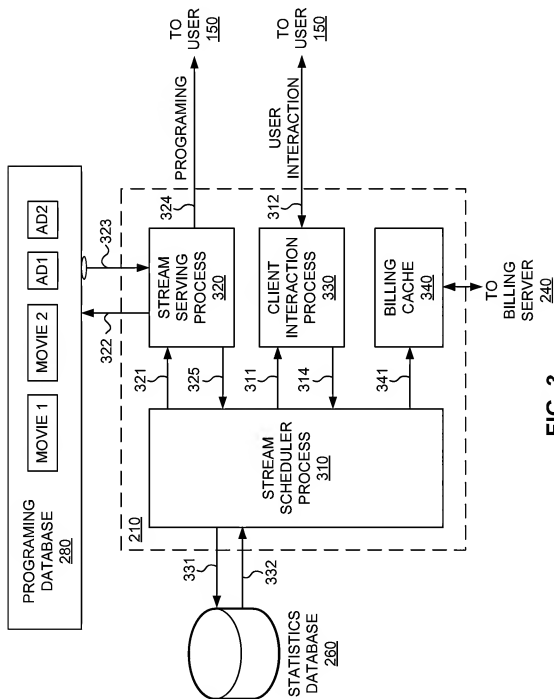 PROGRAMING
DATABASE
280
MOVIE 1
MOVIE 2
AD1
AD2
322
323
210
STREAM
SERVING
PROCESS
320
324
PROGRAMING
TO
USER
150
321
325
STREAM
SCHEDULER
PROCESS
310
311
314
CLIENT
INTERACTION
PROCESS
330
312
USER
INTERACTION
TO
USER
150
331
332
STATISTICS
DATABASE
260
341
BILLING
CACHE
340
TO
BILLING
SERVER
240
FIG. 3